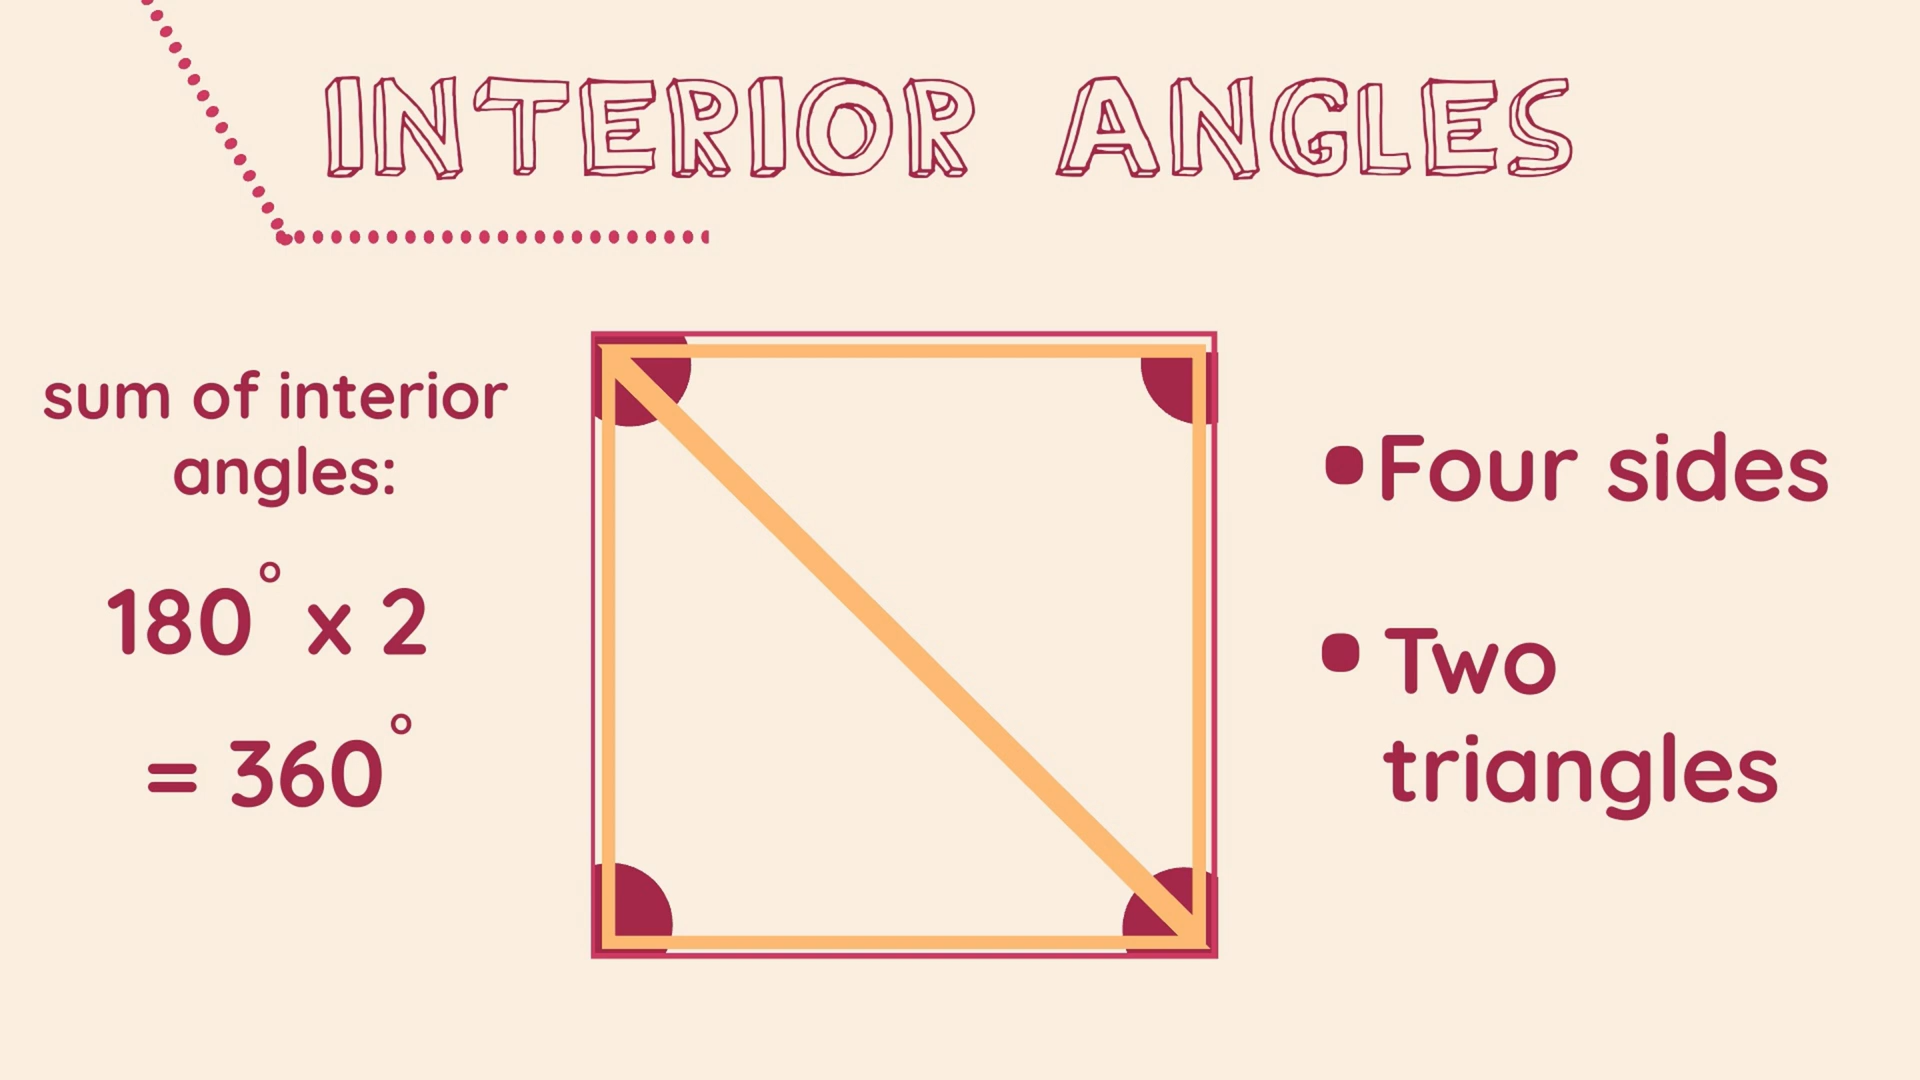 INTERIOR ANGLES
sum of interior
angles:
180° x 2
= 360°
•Four sides
• Two
triangles